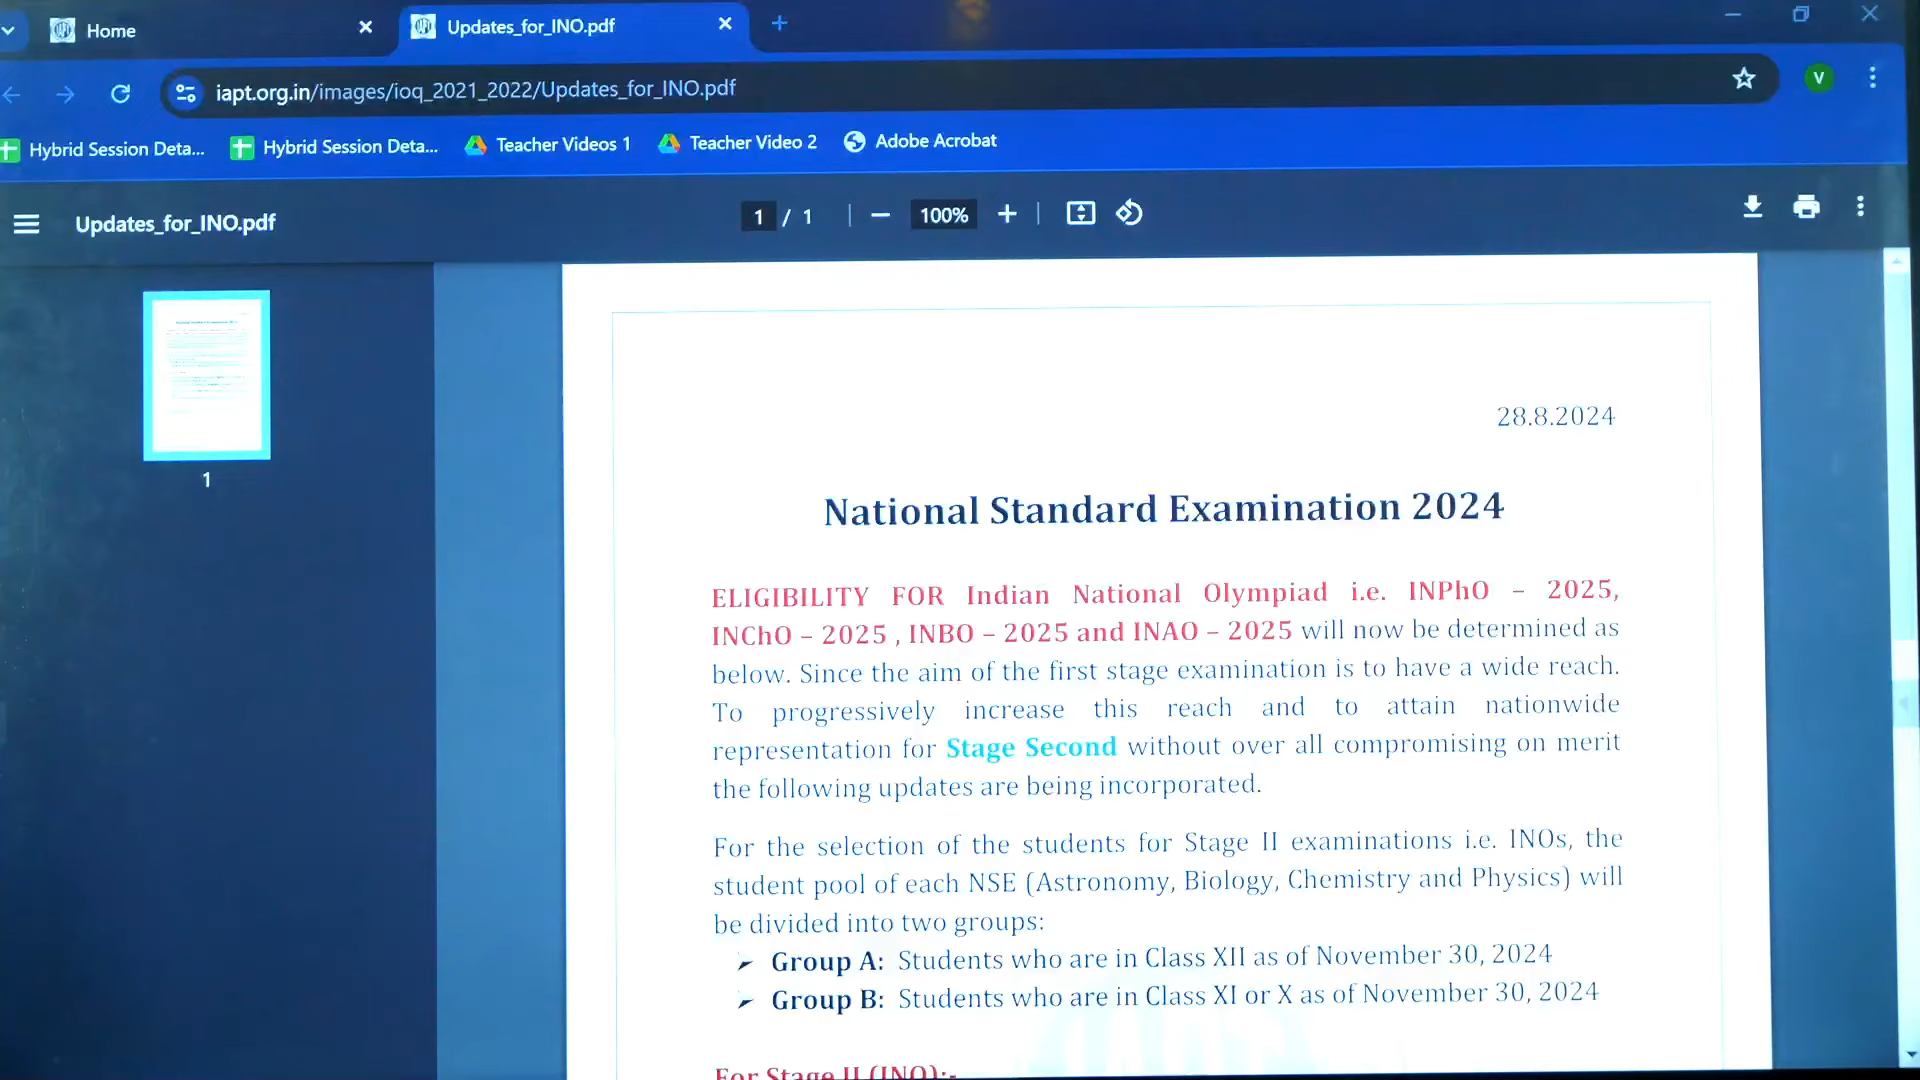 Home
Updates_for_INO.pdf
iapt.org.in/images/ioq_2021_2022/Updates_for_INO.pdf
V
Hybrid Session Deta...
Hybrid Session Deta...
Teacher Videos 1
Teacher Video 2
Adobe Acrobat
Updates_for_INO.pdf
1 / 1
100%
1
28.8.2024
National Standard Examination 2024
ELIGIBILITY FOR Indian National Olympiad i.e. INPhO – 2025,
INChO – 2025 , INBO – 2025 and INAO – 2025 will now be determined as
below. Since the aim of the first stage examination is to have a wide reach.
To progressively increase this reach and to attain nationwide
representation for Stage Second without over all compromising on merit
the following updates are being incorporated.
For the selection of the students for Stage II examinations i.e. INOs, the
student pool of each NSE (Astronomy, Biology, Chemistry and Physics) will
be divided into two groups:
Group A: Students who are in Class XII as of November 30, 2024
Group B: Students who are in Class XI or X as of November 30, 2024
For Stage II (INO):-